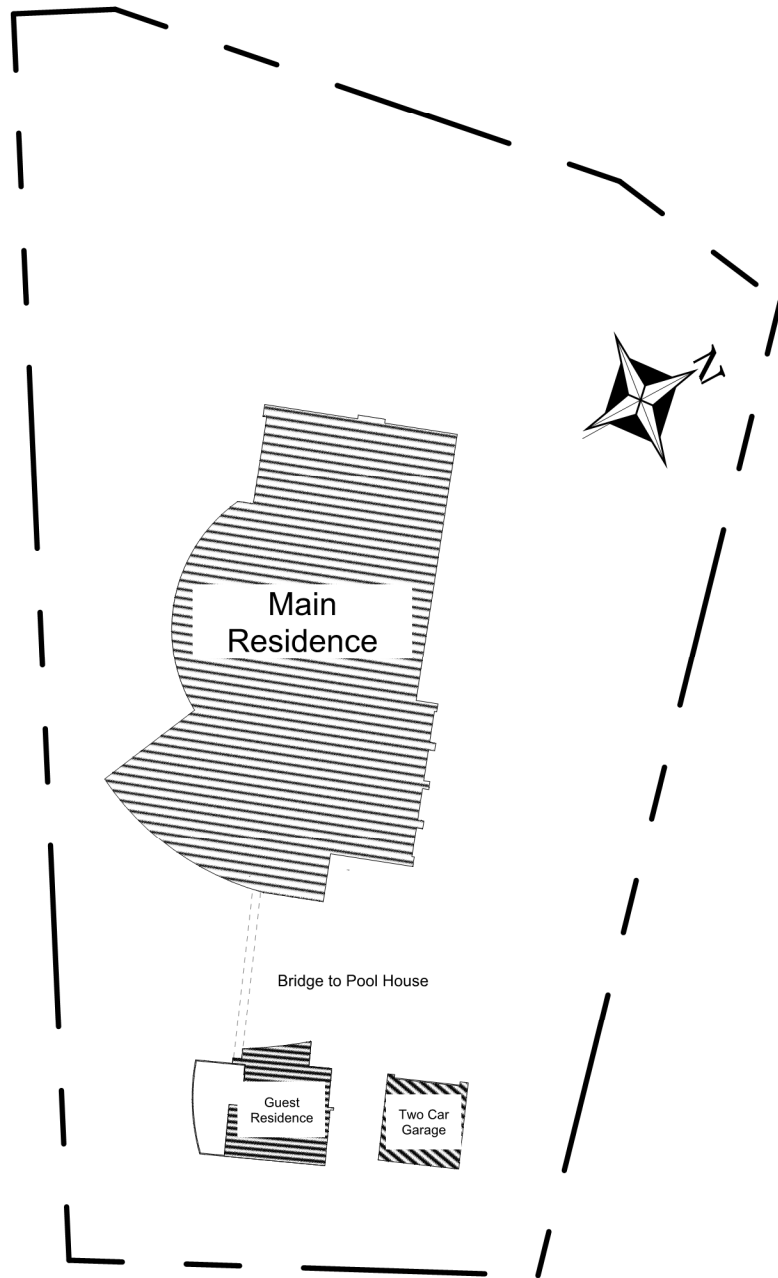 N
Main
Residence
Bridge to Pool House
Guest
Residence
Two Car
Garage